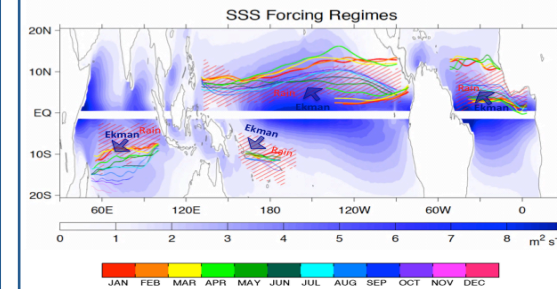 SSS Forcing Regimes
20N
10N
EQ
10S
20S
Rain
Ekman
Rain
Ekman
Ekman
Rain
Ekman
Rain
60E 120E 180 120W 60W 0
0 1 2 3 4 5 6 7 8 m² s⁻
JAN FEB MAR APR MAY JUN JUL AUG SEP OCT NOV DEC